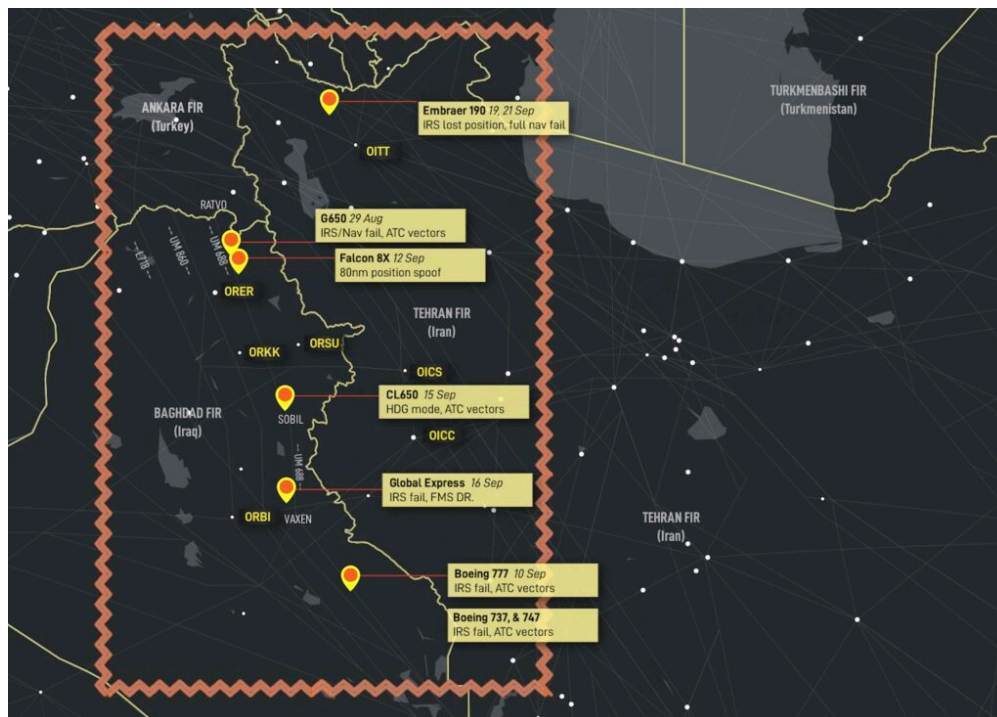 ANKARA FIR
(Turkey)
TURKMENBASHI FIR
(Turkmenistan)
Embraer 190 19, 21 Sep
IRS lost position, full nav fail
OITT
RATVO
G650 29 Aug
IRS/Nav fail, ATC vectors
Falcon 8X 12 Sep
80nm position spoof
-- L718 --
-- UM 860 --
-- UM 688 --
ORER
TEHRAN FIR
(Iran)
ORSU
ORKK
OICS
CL650 15 Sep
HDG mode, ATC vectors
SOBIL
BAGHDAD FIR
(Iraq)
OICC
-- UM 688 --
Global Express 16 Sep
IRS fail, FMS DR.
ORBI
VAXEN
TEHRAN FIR
(Iran)
Boeing 777 10 Sep
IRS fail, ATC vectors
Boeing 737, & 747
IRS fail, ATC vectors